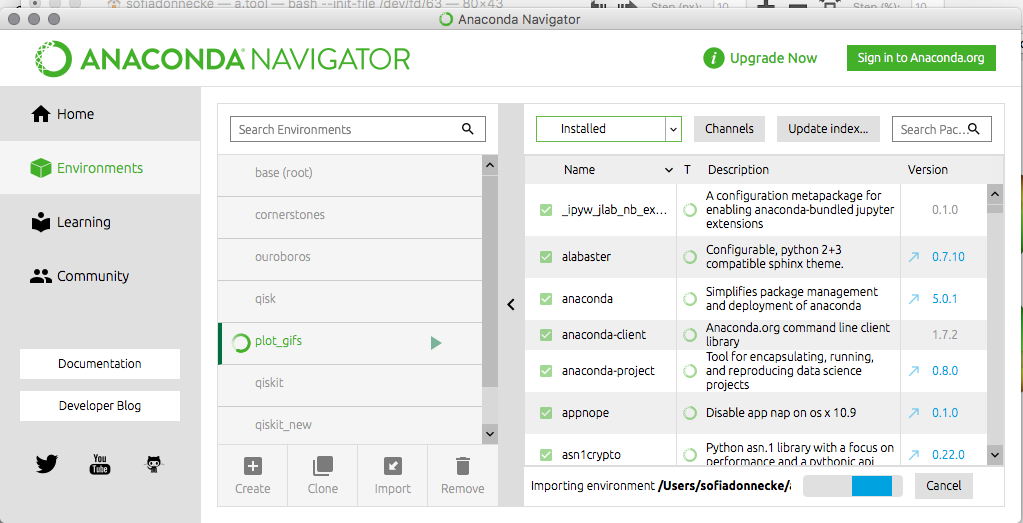 sofiadonnecke — a.tool — bash --init-file /dev/fd/63 — 80×43
Step (px): 10
Step (%): 10
Anaconda Navigator
ANACONDA NAVIGATOR
Upgrade Now
Sign in to Anaconda.org
Home
Environments
Learning
Community
Documentation
Developer Blog
You
Tube
Search Environments
base (root)
cornerstones
ouroboros
qisk
plot_gifs
qiskit
qiskit_new
Create
Clone
Import
Remove
Installed
Channels
Update index...
Search Pac...
Name
T
Description
Version
_ipyw_jlab_nb_ex...
A configuration metapackage for
enabling anaconda-bundled jupyter
extensions
0.1.0
alabaster
Configurable, python 2+3
compatible sphinx theme.
0.7.10
anaconda
Simplifies package management
and deployment of anaconda
5.0.1
anaconda-client
Anaconda.org command line client
library
1.7.2
anaconda-project
Tool for encapsulating, running,
and reproducing data science
projects
0.8.0
appnope
Disable app nap on os x 10.9
0.1.0
asn1crypto
Python asn.1 library with a focus on
performance and a pythonic api
0.22.0
Importing environment /Users/sofiadonnecke/
Cancel